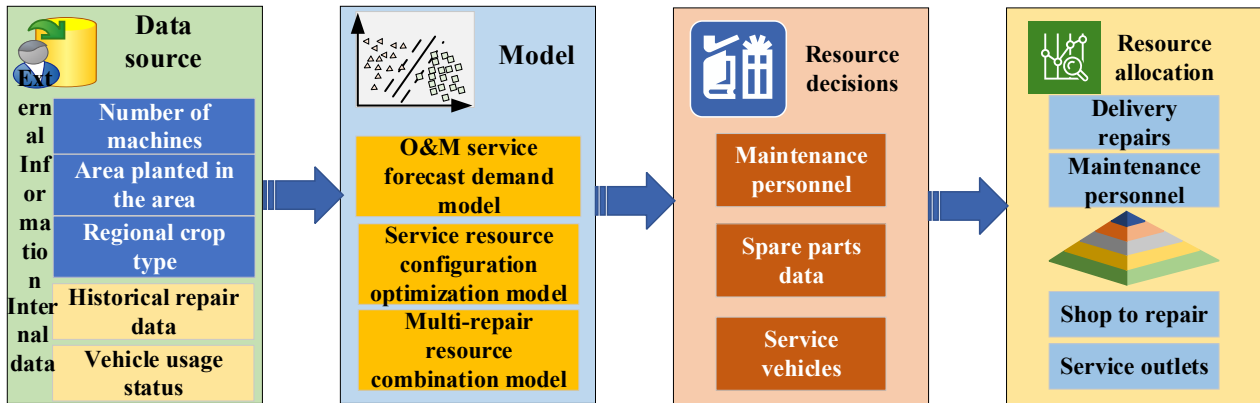 Data
source
Ext
ern
al
Inf
or
ma
tio
n
Inter
nal
data
Number of
machines
Area planted in
the area
Regional crop
type
Historical repair
data
Vehicle usage
status
Model
O&M service
forecast demand
model
Service resource
configuration
optimization model
Multi-repair
resource
combination model
Resource
decisions
Maintenance
personnel
Spare parts
data
Service
vehicles
Resource
allocation
Delivery
repairs
Maintenance
personnel
Shop to repair
Service outlets